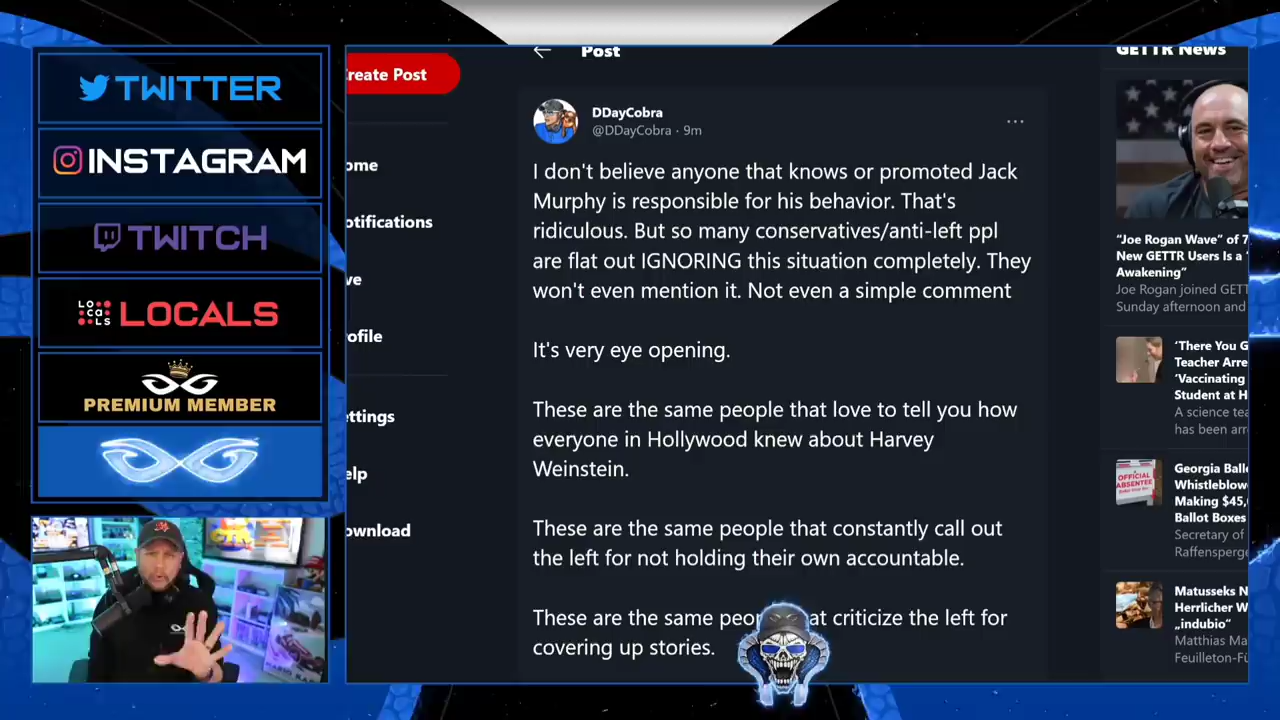 TWITTER
INSTAGRAM
TWITCH
LOCALS
LOCALS
PREMIUM MEMBER
Post
reate Post
ome
otifications
ve
ofile
ettings
elp
ownload
DDayCobra
@DDayCobra · 9m
I don't believe anyone that knows or promoted Jack
Murphy is responsible for his behavior. That's
ridiculous. But so many conservatives/anti-left ppl
are flat out IGNORING this situation completely. They
won't even mention it. Not even a simple comment
It's very eye opening.
These are the same people that love to tell you how
everyone in Hollywood knew about Harvey
Weinstein.
These are the same people that constantly call out
the left for not holding their own accountable.
These are the same peop at criticize the left for
covering up stories.
GETTR News
“Joe Rogan Wave” of 7
New GETTR Users Is a
Awakening”
Joe Rogan joined GETT
Sunday afternoon and
‘There You G
Teacher Arre
‘Vaccinating
Student at H
A science tea
has been arr
OFFICIAL
ABSENTEE
Georgia Ball
Whistleblow
Making $45,
Ballot Boxes
Secretary of
Raffensperge
Matusseks N
Herrlicher W
„indubio“
Matthias Ma
Feuilleton-Fü